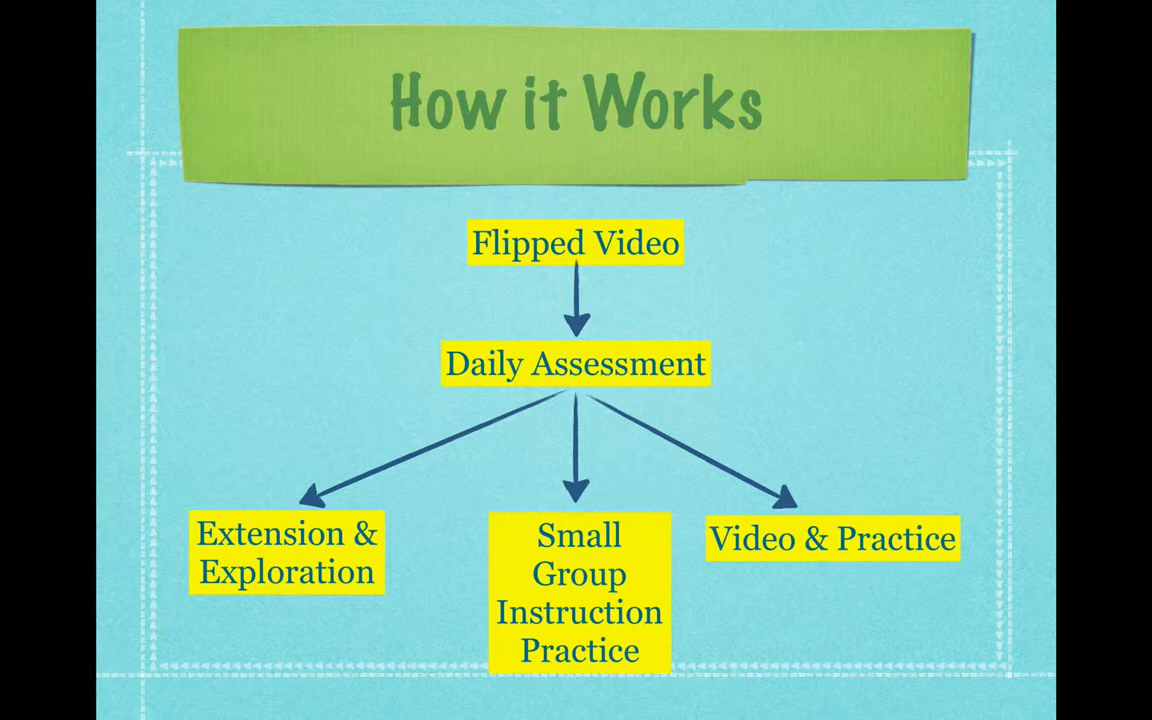 How it Works
Flipped Video
Daily Assessment
Extension &
Exploration
Small
Group
Instruction
Practice
Video & Practice